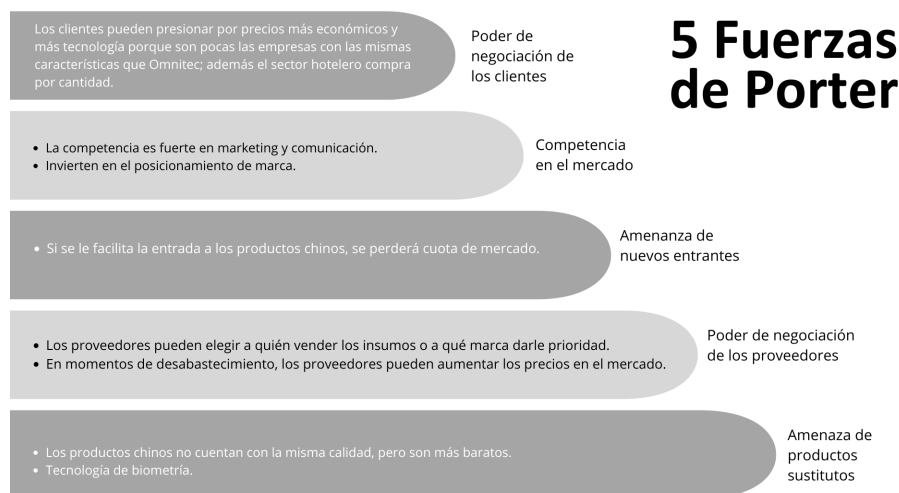 5 Fuerzas
de Porter
Los clientes pueden presionar por precios más económicos y
más tecnología porque son pocas las empresas con las mismas
características que Omnitec; además el sector hotelero compra
por cantidad.
Poder de
negociación de
los clientes
• La competencia es fuerte en marketing y comunicación.
• Invierten en el posicionamiento de marca.
Competencia
en el mercado
• Si se le facilita la entrada a los productos chinos, se perderá cuota de mercado.
Amenanza de
nuevos entrantes
• Los proveedores pueden elegir a quién vender los insumos o a qué marca darle prioridad.
• En momentos de desabastecimiento, los proveedores pueden aumentar los precios en el mercado.
Poder de negociación
de los proveedores
• Los productos chinos no cuentan con la misma calidad, pero son más baratos.
• Tecnología de biometría.
Amenaza de
productos
sustitutos